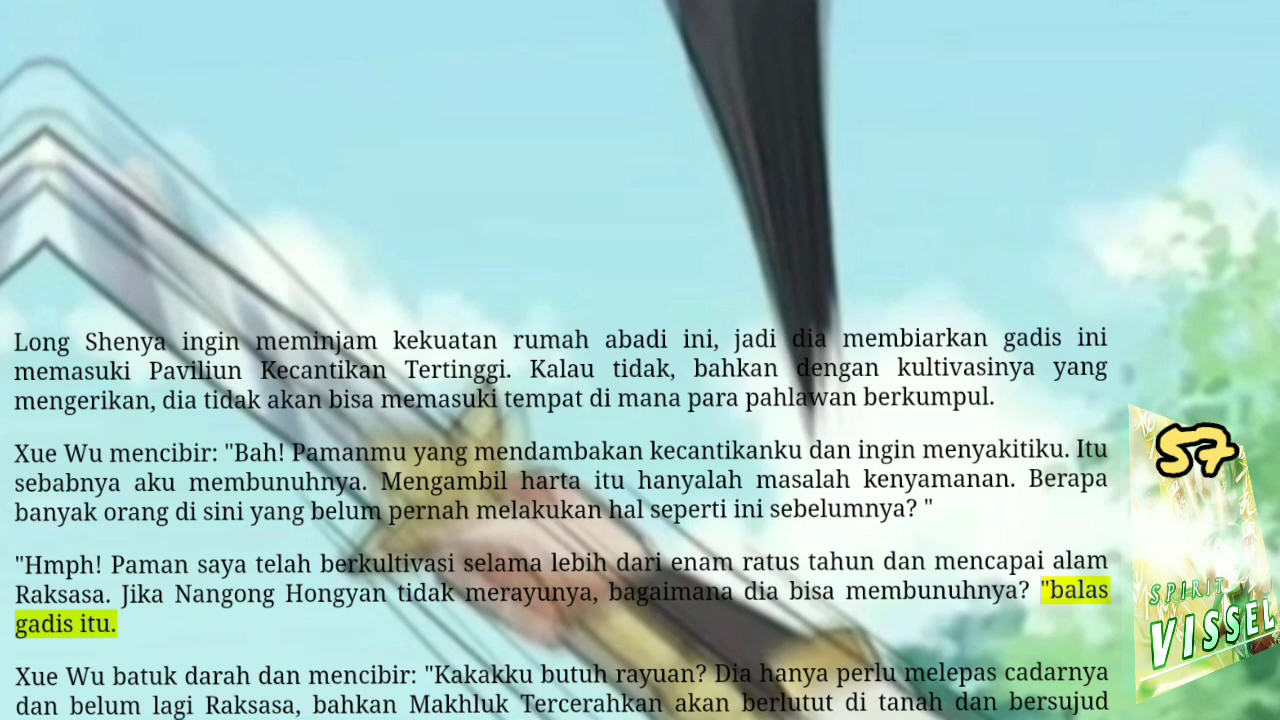 Long Shenya ingin meminjam kekuatan rumah abadi ini, jadi dia membiarkan gadis ini
memasuki Paviliun Kecantikan Tertinggi. Kalau tidak, bahkan dengan kultivasinya yang
mengerikan, dia tidak akan bisa memasuki tempat di mana para pahlawan berkumpul.
Xue Wu mencibir: "Bah! Pamanmu yang mendambakan kecantikanku dan ingin menyakitiku. Itu
sebabnya aku membunuhnya. Mengambil harta itu hanyalah masalah kenyamanan. Berapa
banyak orang di sini yang belum pernah melakukan hal seperti ini sebelumnya? "
"Hmph! Paman saya telah berkultivasi selama lebih dari enam ratus tahun dan mencapai alam
Raksasa. Jika Nangong Hongyan tidak merayunya, bagaimana dia bisa membunuhnya? "balas
gadis itu.
Xue Wu batuk darah dan mencibir: "Kakakku butuh rayuan? Dia hanya perlu melepas cadarnya
dan belum lagi Raksasa, bahkan Makhluk Tercerahkan akan berlutut di tanah dan bersujud
57
SPIRIT
VISSEL